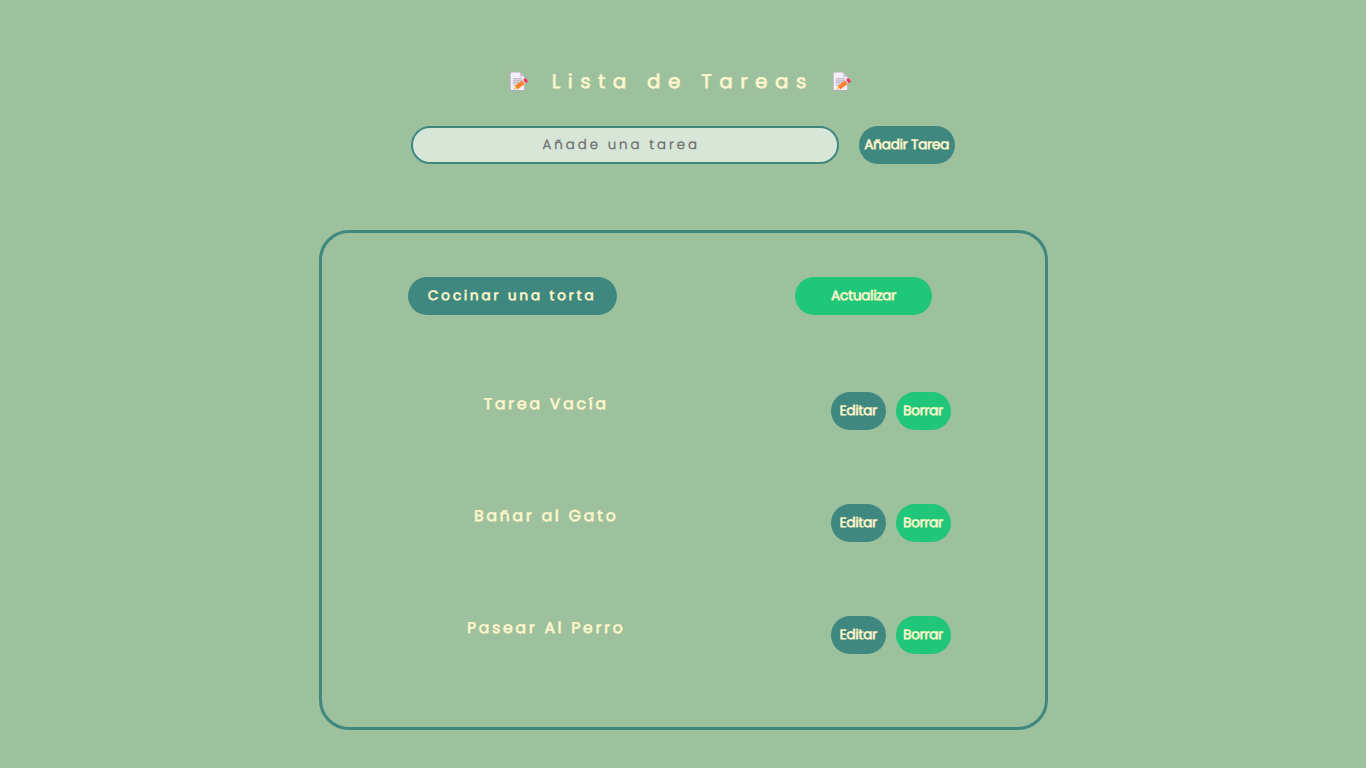 Lista de Tareas
Añade una tarea Añadir Tarea
Cocinar una torta Actualizar
Tarea Vacía Editar Borrar
Bañar al Gato Editar Borrar
Pasear Al Perro Editar Borrar